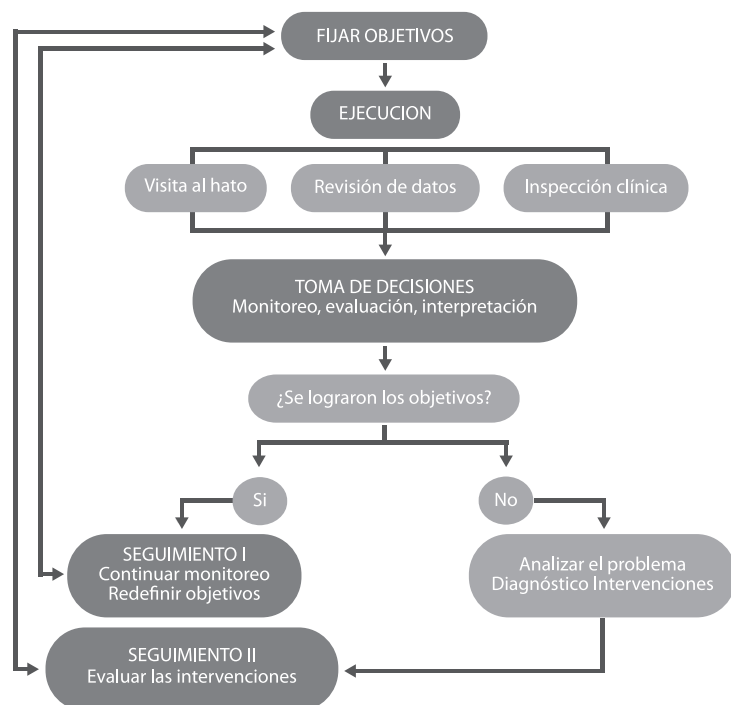 FIJAR OBJETIVOS
EJECUCION
Visita al hato
Revisión de datos
Inspección clínica
TOMA DE DECISIONES
Monitoreo, evaluación, interpretación
¿Se lograron los objetivos?
Si
No
SEGUIMIENTO I
Continuar monitoreo
Redefinir objetivos
Analizar el problema
Diagnóstico Intervenciones
SEGUIMIENTO II
Evaluar las intervenciones